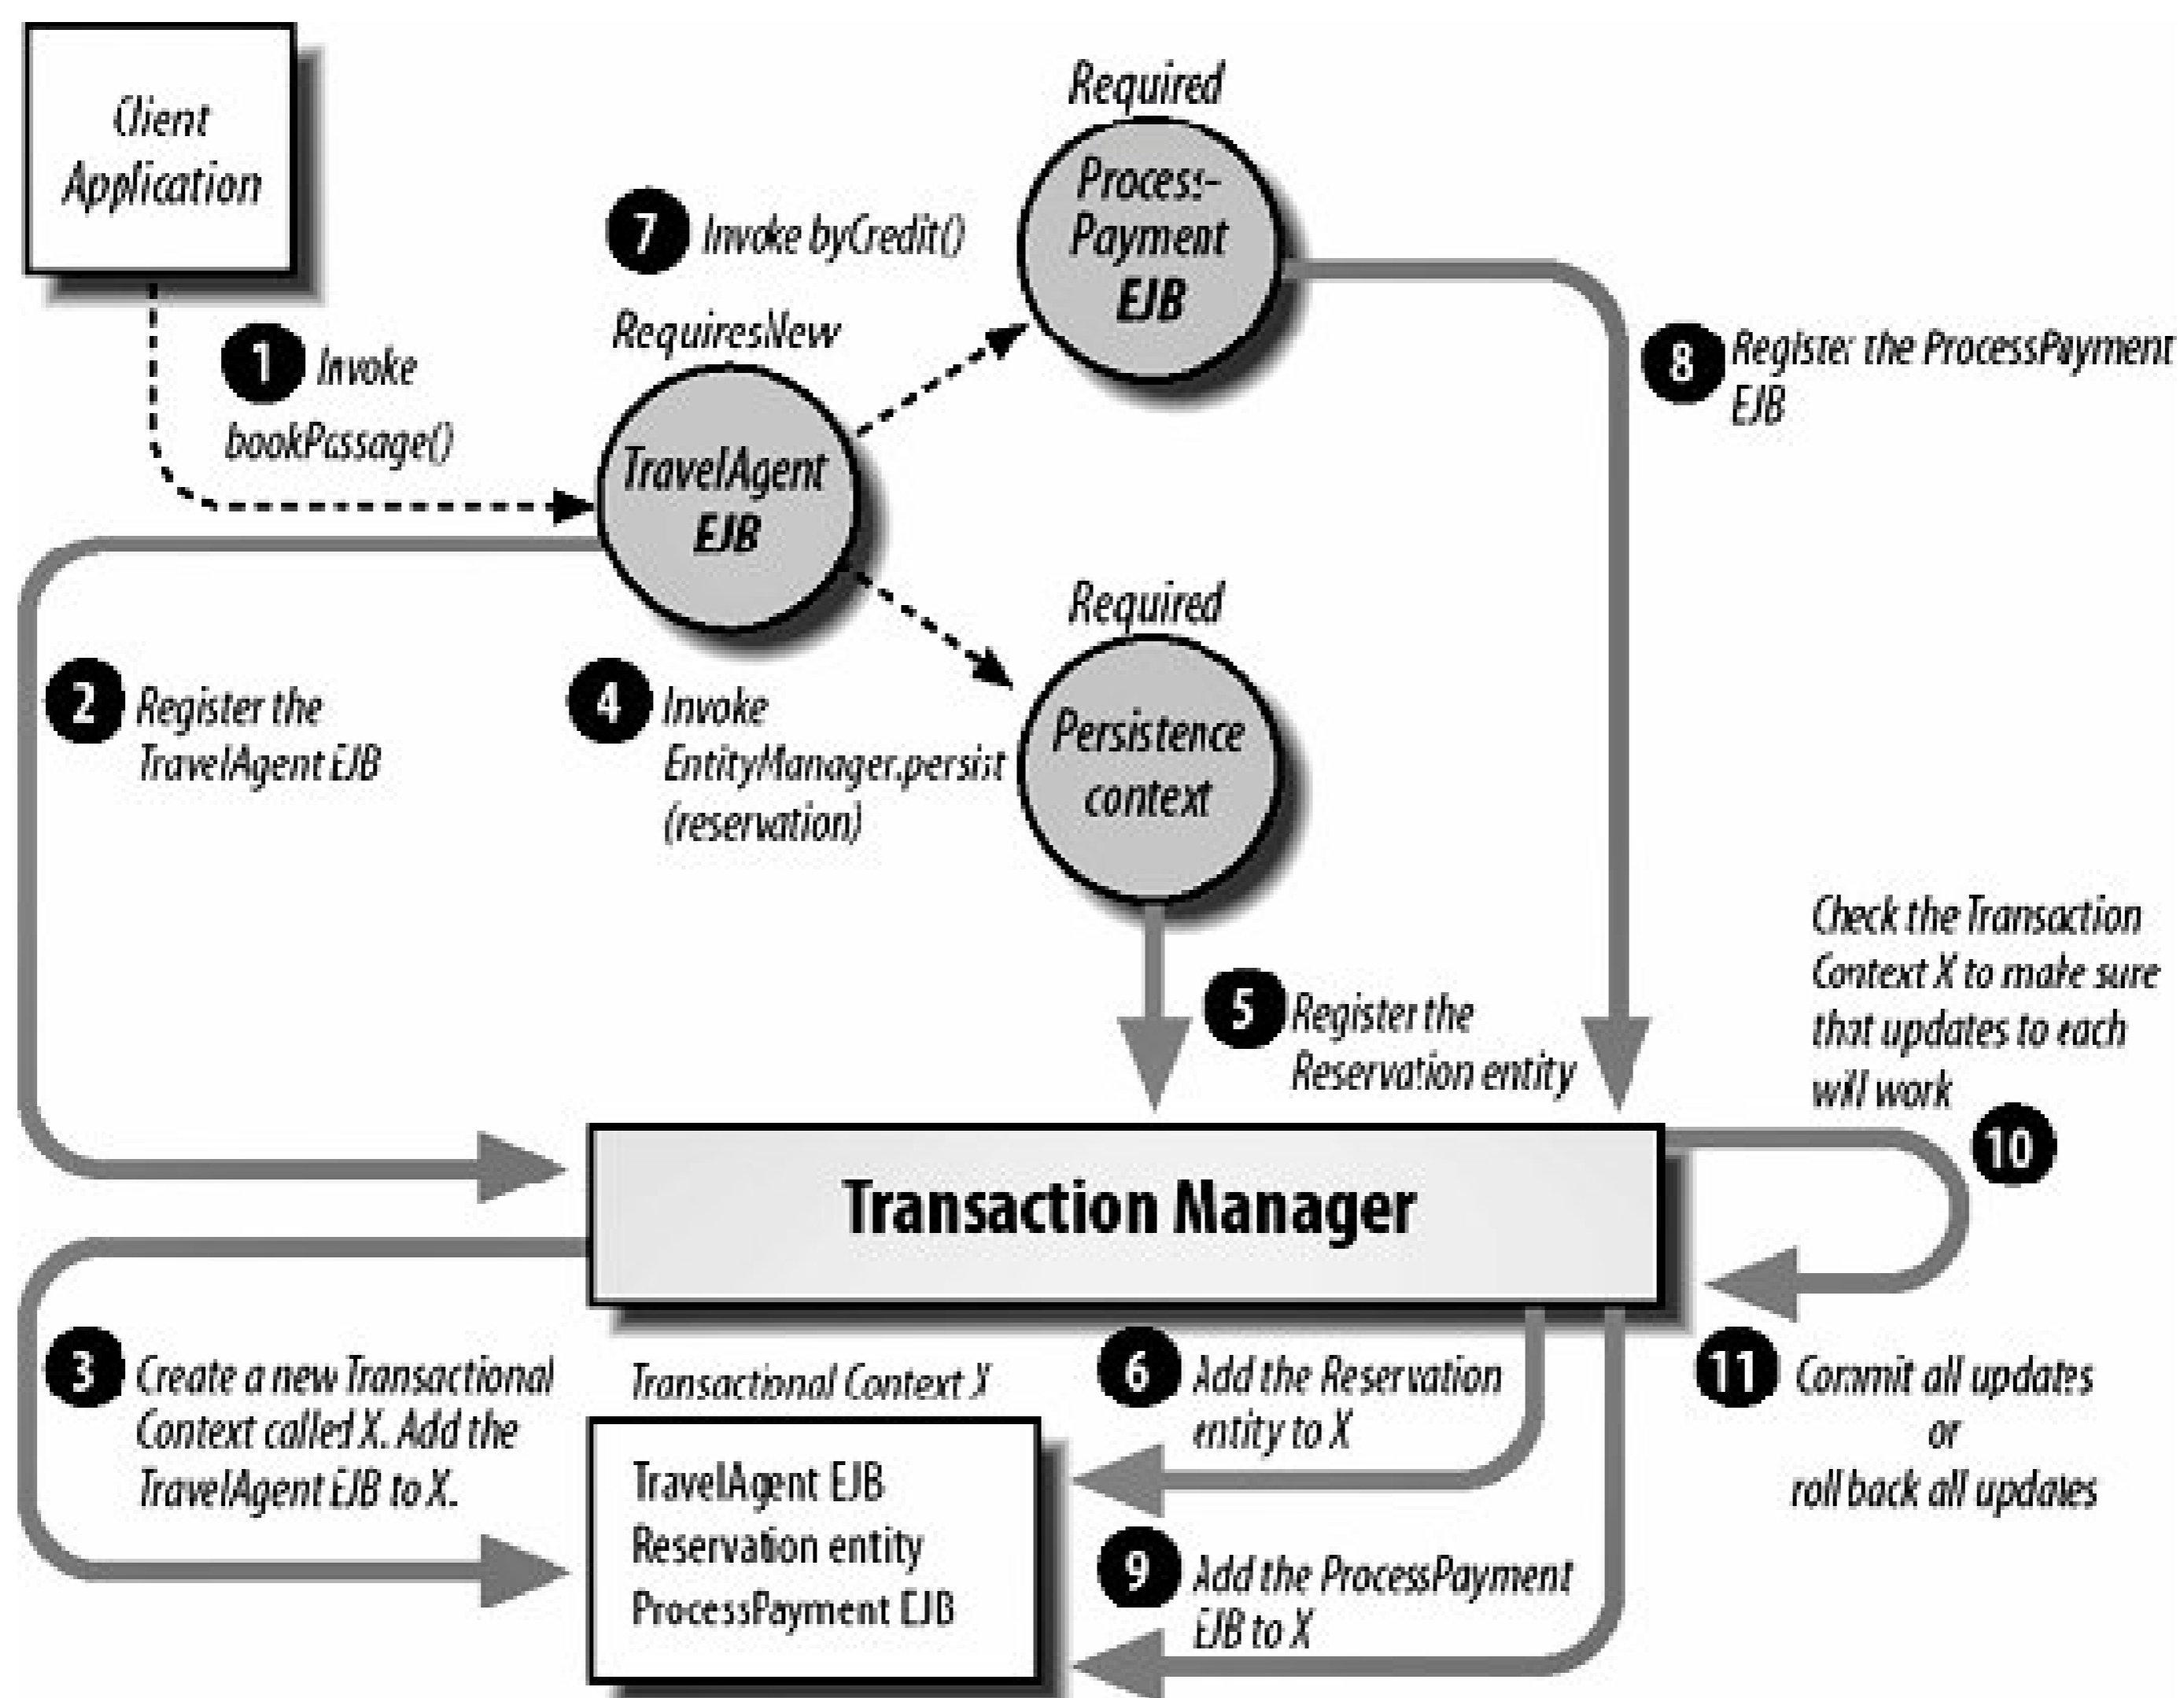 Client
Application
1 Invoke
bookPassage()
Required
Process-
Payment
EJB
7 Invoke byCredit()
RequiresNew
TravelAgent
EJB
8 Register the ProcessPayment
EJB
2 Register the
TravelAgent EJB
4 Invoke
EntityManager.persist
(reservation)
Required
Persistence
context
5 Register the
Reservation entity
Check the Transaction
Context X to make sure
that updates to each
will work
10
Transaction Manager
3 Create a new Transactional
Context called X. Add the
TravelAgent EJB to X.
Transactional Context X
TravelAgent EJB
Reservation entity
ProcessPayment EJB
6 Add the Reservation
entity to X
9 Add the ProcessPayment
EJB to X
11 Commit all updates
or
roll back all updates